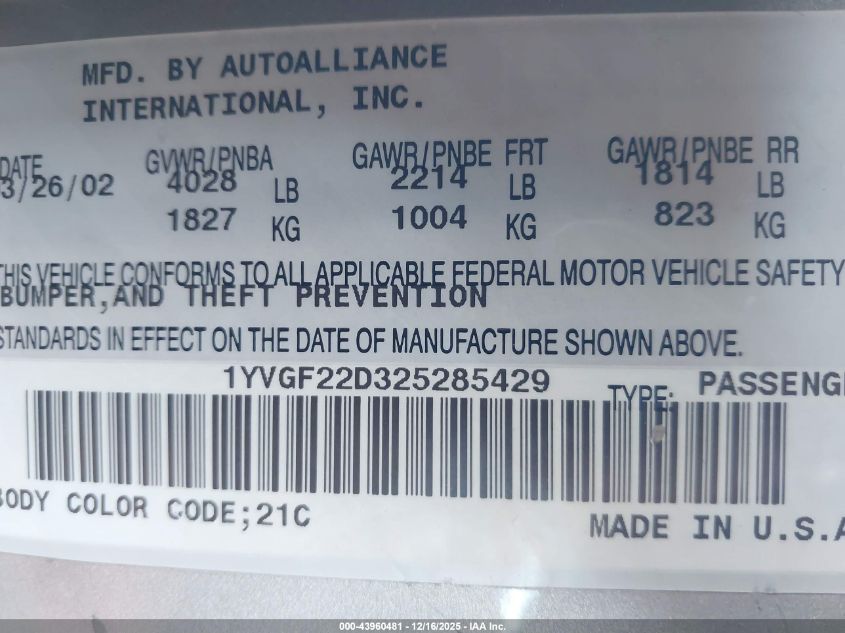 MFD. BY AUTOALLIANCE
INTERNATIONAL, INC.
DATE GVWR/PNBA GAWR/PNBE FRT GAWR/PNBE RR
3/26/02 4028 LB 2214 LB 1814 LB
1827 KG 1004 KG 823 KG
THIS VEHICLE CONFORMS TO ALL APPLICABLE FEDERAL MOTOR VEHICLE SAFETY
BUMPER, AND THEFT PREVENTION
STANDARDS IN EFFECT ON THE DATE OF MANUFACTURE SHOWN ABOVE.
1YVGF22D325285429 TYPE: PASSENGE
BODY COLOR CODE;21C MADE IN U.S.A
000-43960481 - 12/16/2025 - IAA Inc.